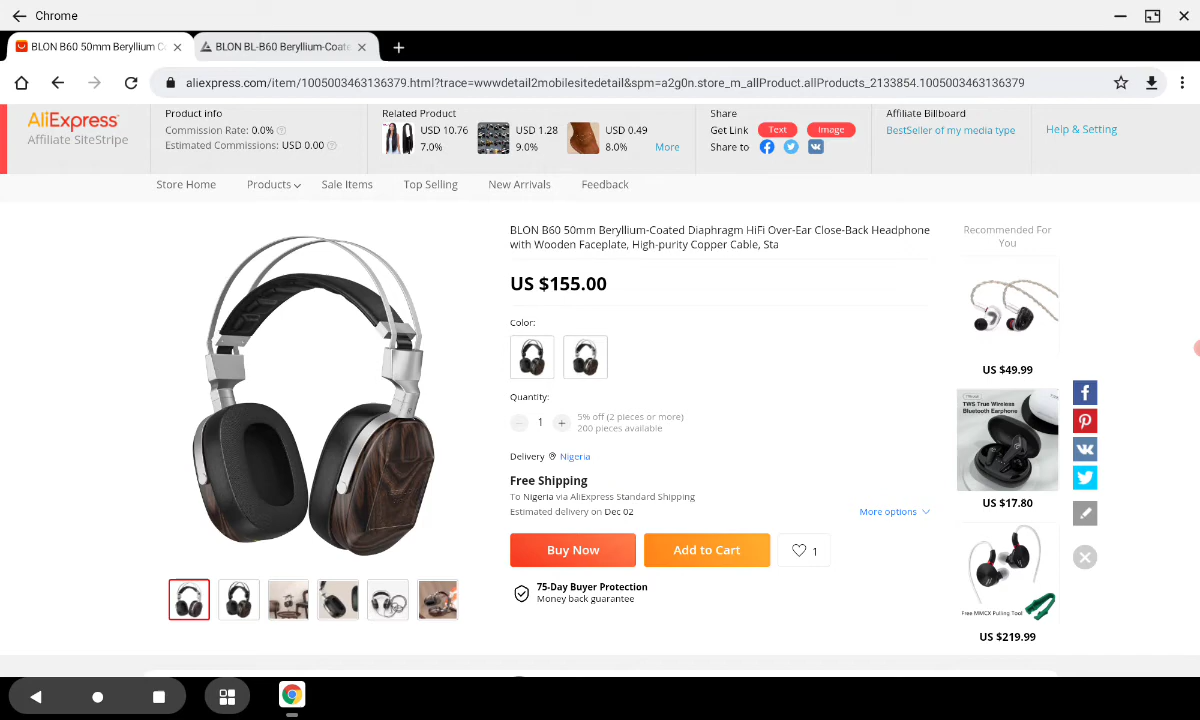 Chrome
BLON B60 50mm Beryllium C
BLON BL-B60 Beryllium-Coate
aliexpress.com/item/1005003463136379.html?trace=wwwdetail2mobilesitedetail&spm=a2g0n.store_m_allProduct.allProducts_2133854.1005003463136379
AliExpress
Affiliate SiteStripe
Product info
Commission Rate: 0.0%
Estimated Commissions: USD 0.00
Related Product
USD 10.76
7.0%
USD 1.28
9.0%
USD 0.49
8.0%
More
Share
Get Link
Text
Image
Share to
Affiliate Billboard
BestSeller of my media type
Help & Setting
Store Home
Products
Sale Items
Top Selling
New Arrivals
Feedback
BLON B60 50mm Beryllium-Coated Diaphragm HiFi Over-Ear Close-Back Headphone
with Wooden Faceplate, High-purity Copper Cable, Sta
US $155.00
Color:
Quantity:
1
5% off (2 pieces or more)
200 pieces available
Delivery
Nigeria
Free Shipping
To Nigeria via AliExpress Standard Shipping
Estimated delivery on Dec 02
More options
Buy Now
Add to Cart
1
75-Day Buyer Protection
Money back guarantee
Recommended For
You
US $49.99
TWS True Wireless
Bluetooth Earphone
US $17.80
Free MMCX Pulling Tool
US $219.99